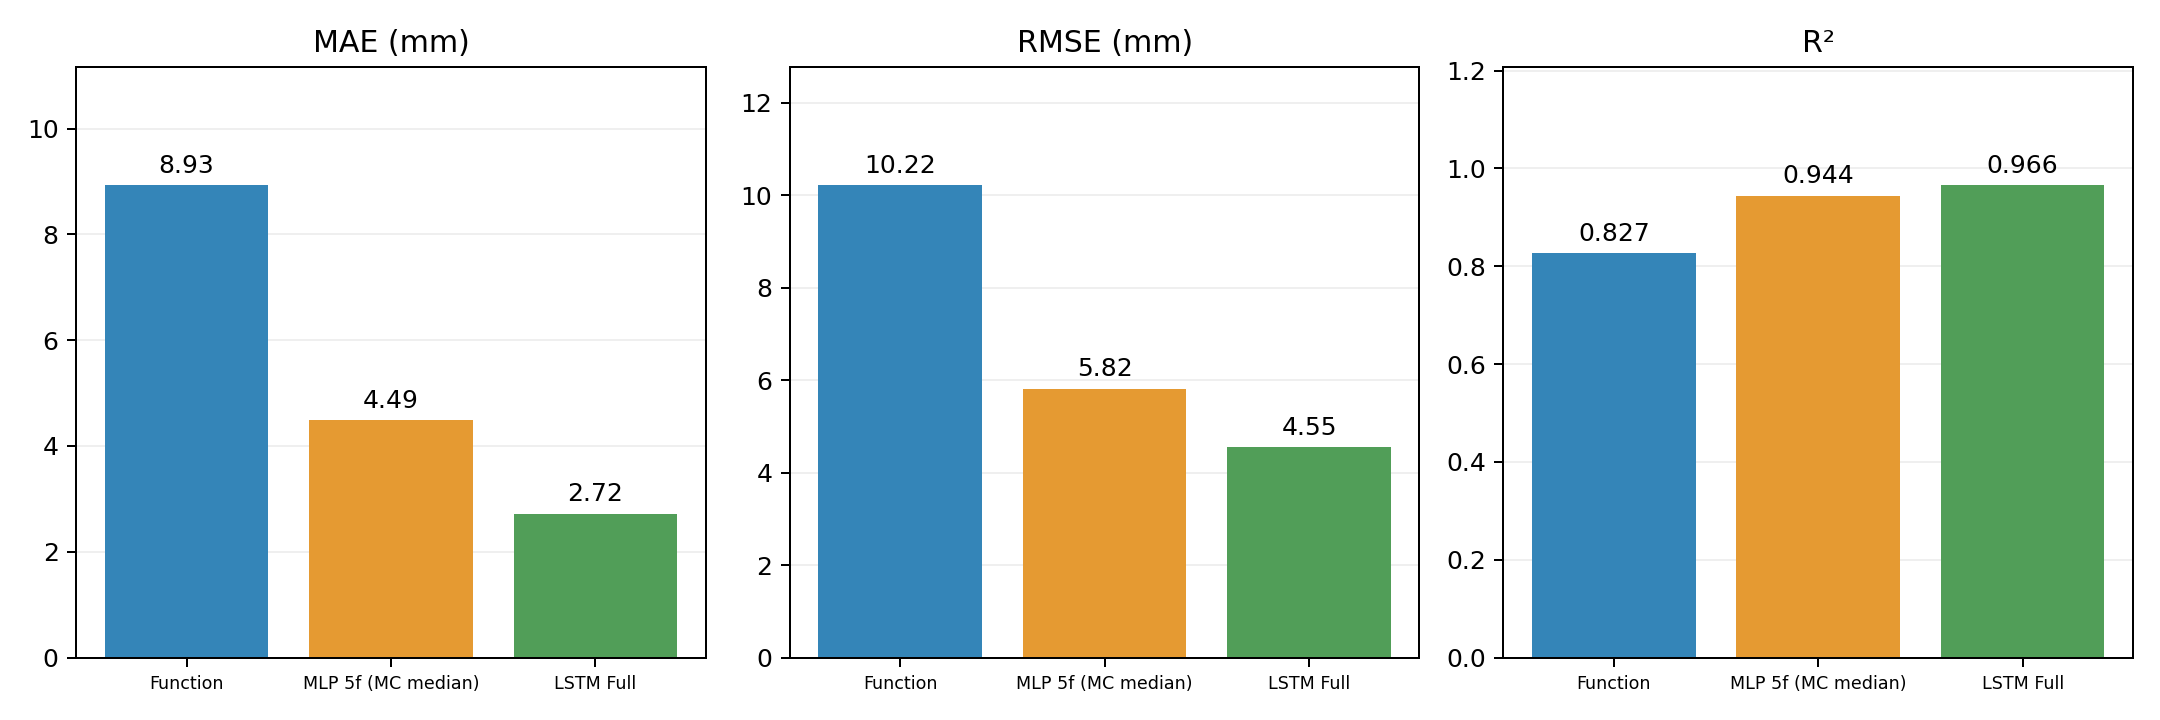 MAE (mm)
10
8
6
4
2
0
8.93
4.49
2.72
Function
MLP 5f (MC median)
LSTM Full
RMSE (mm)
12
10
8
6
4
2
0
10.22
5.82
4.55
Function
MLP 5f (MC median)
LSTM Full
R²
1.2
1.0
0.8
0.6
0.4
0.2
0.0
0.827
0.944
0.966
Function
MLP 5f (MC median)
LSTM Full